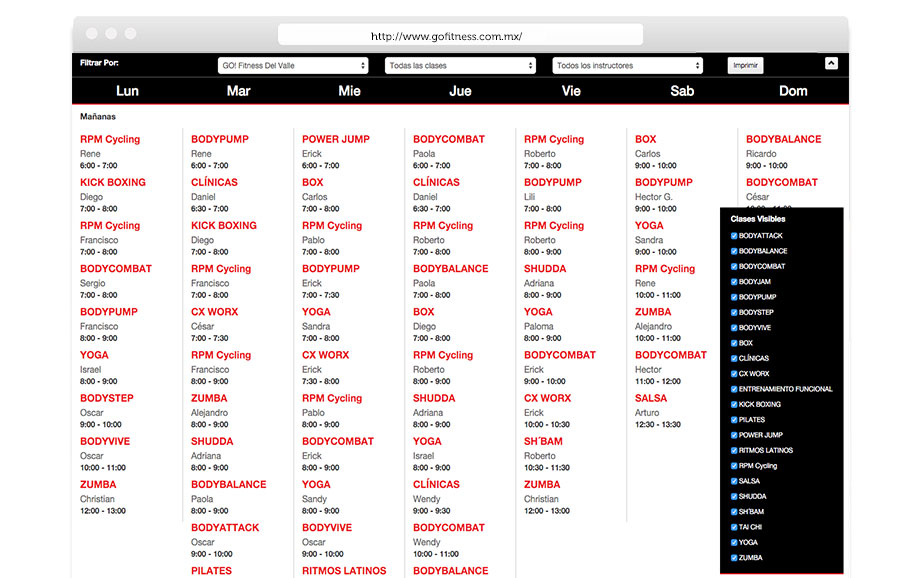 http://www.gofitness.com.mx/
Filtrar Por:
GO! Fitness Del Valle
Todas las clases
Todos los instructores
Imprimir
Lun
Mar
Mie
Jue
Vie
Sab
Dom
Mañanas
RPM Cycling
Rene
6:00 - 7:00
KICK BOXING
Diego
7:00 - 8:00
RPM Cycling
Francisco
7:00 - 8:00
BODYCOMBAT
Sergio
7:00 - 8:00
BODYPUMP
Francisco
8:00 - 9:00
YOGA
Israel
8:00 - 9:00
BODYSTEP
Oscar
9:00 - 10:00
BODYVIVE
Oscar
10:00 - 11:00
ZUMBA
Christian
12:00 - 13:00
BODYPUMP
Rene
6:00 - 7:00
CLÍNICAS
Daniel
6:30 - 7:00
KICK BOXING
Diego
7:00 - 8:00
RPM Cycling
Francisco
7:00 - 8:00
CX WORX
César
7:00 - 7:30
RPM Cycling
Francisco
8:00 - 9:00
ZUMBA
Alejandro
8:00 - 9:00
SHUDDA
Adriana
8:00 - 9:00
BODYBALANCE
Paola
8:00 - 9:00
BODYATTACK
Oscar
9:00 - 10:00
PILATES
POWER JUMP
Erick
6:00 - 7:00
BOX
Carlos
7:00 - 8:00
RPM Cycling
Pablo
7:00 - 8:00
BODYPUMP
Erick
7:00 - 7:30
YOGA
Sandra
7:00 - 8:00
CX WORX
Erick
7:30 - 8:00
RPM Cycling
Pablo
8:00 - 9:00
BODYCOMBAT
Erick
8:00 - 9:00
YOGA
Sandy
8:00 - 9:00
BODYVIVE
Oscar
9:00 - 10:00
RITMOS LATINOS
BODYCOMBAT
Paola
6:00 - 7:00
CLÍNICAS
Daniel
6:30 - 7:00
RPM Cycling
Roberto
7:00 - 8:00
BODYBALANCE
Paola
7:00 - 8:00
BOX
Diego
7:00 - 8:00
RPM Cycling
Roberto
8:00 - 9:00
SHUDDA
Adriana
8:00 - 9:00
YOGA
Israel
8:00 - 9:00
CLÍNICAS
Wendy
9:00 - 9:30
BODYCOMBAT
Wendy
10:00 - 11:00
BODYBALANCE
RPM Cycling
Roberto
6:00 - 7:00
BODYPUMP
Lili
7:00 - 8:00
RPM Cycling
Roberto
8:00 - 9:00
SHUDDA
Adriana
8:00 - 9:00
YOGA
Paloma
8:00 - 9:00
BODYCOMBAT
Erick
9:00 - 10:00
CX WORX
Erick
10:00 - 10:30
SH´BAM
Roberto
10:30 - 11:30
ZUMBA
Christian
12:00 - 13:00
BOX
Carlos
9:00 - 10:00
BODYPUMP
Hector G.
9:00 - 10:00
YOGA
Sandra
9:00 - 10:00
RPM Cycling
Rene
10:00 - 11:00
ZUMBA
Alejandro
10:00 - 11:00
BODYCOMBAT
Hector
11:00 - 12:00
SALSA
Arturo
12:30 - 13:30
BODYBALANCE
Ricardo
9:00 - 10:00
BODYCOMBAT
César
Clases Visibles
BODYATTACK
BODYBALANCE
BODYCOMBAT
BODYJAM
BODYPUMP
BODYSTEP
BODYVIVE
BOX
CLÍNICAS
CX WORX
ENTRENAMIENTO FUNCIONAL
KICK BOXING
PILATES
POWER JUMP
RITMOS LATINOS
RPM Cycling
SALSA
SHUDDA
SH'BAM
TAI CHI
YOGA
ZUMBA